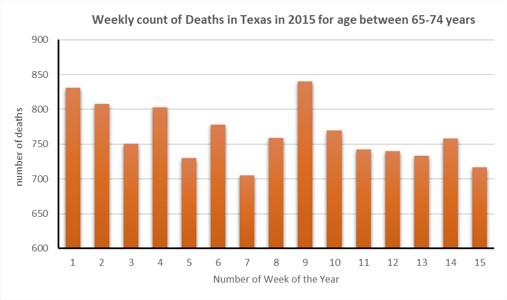 Weekly count of Deaths in Texas in 2015 for age between 65-74 years
900
850
800
750
700
650
600
number of deaths
1 2 3 4 5 6 7 8 9 10 11 12 13 14 15
Number of Week of the Year